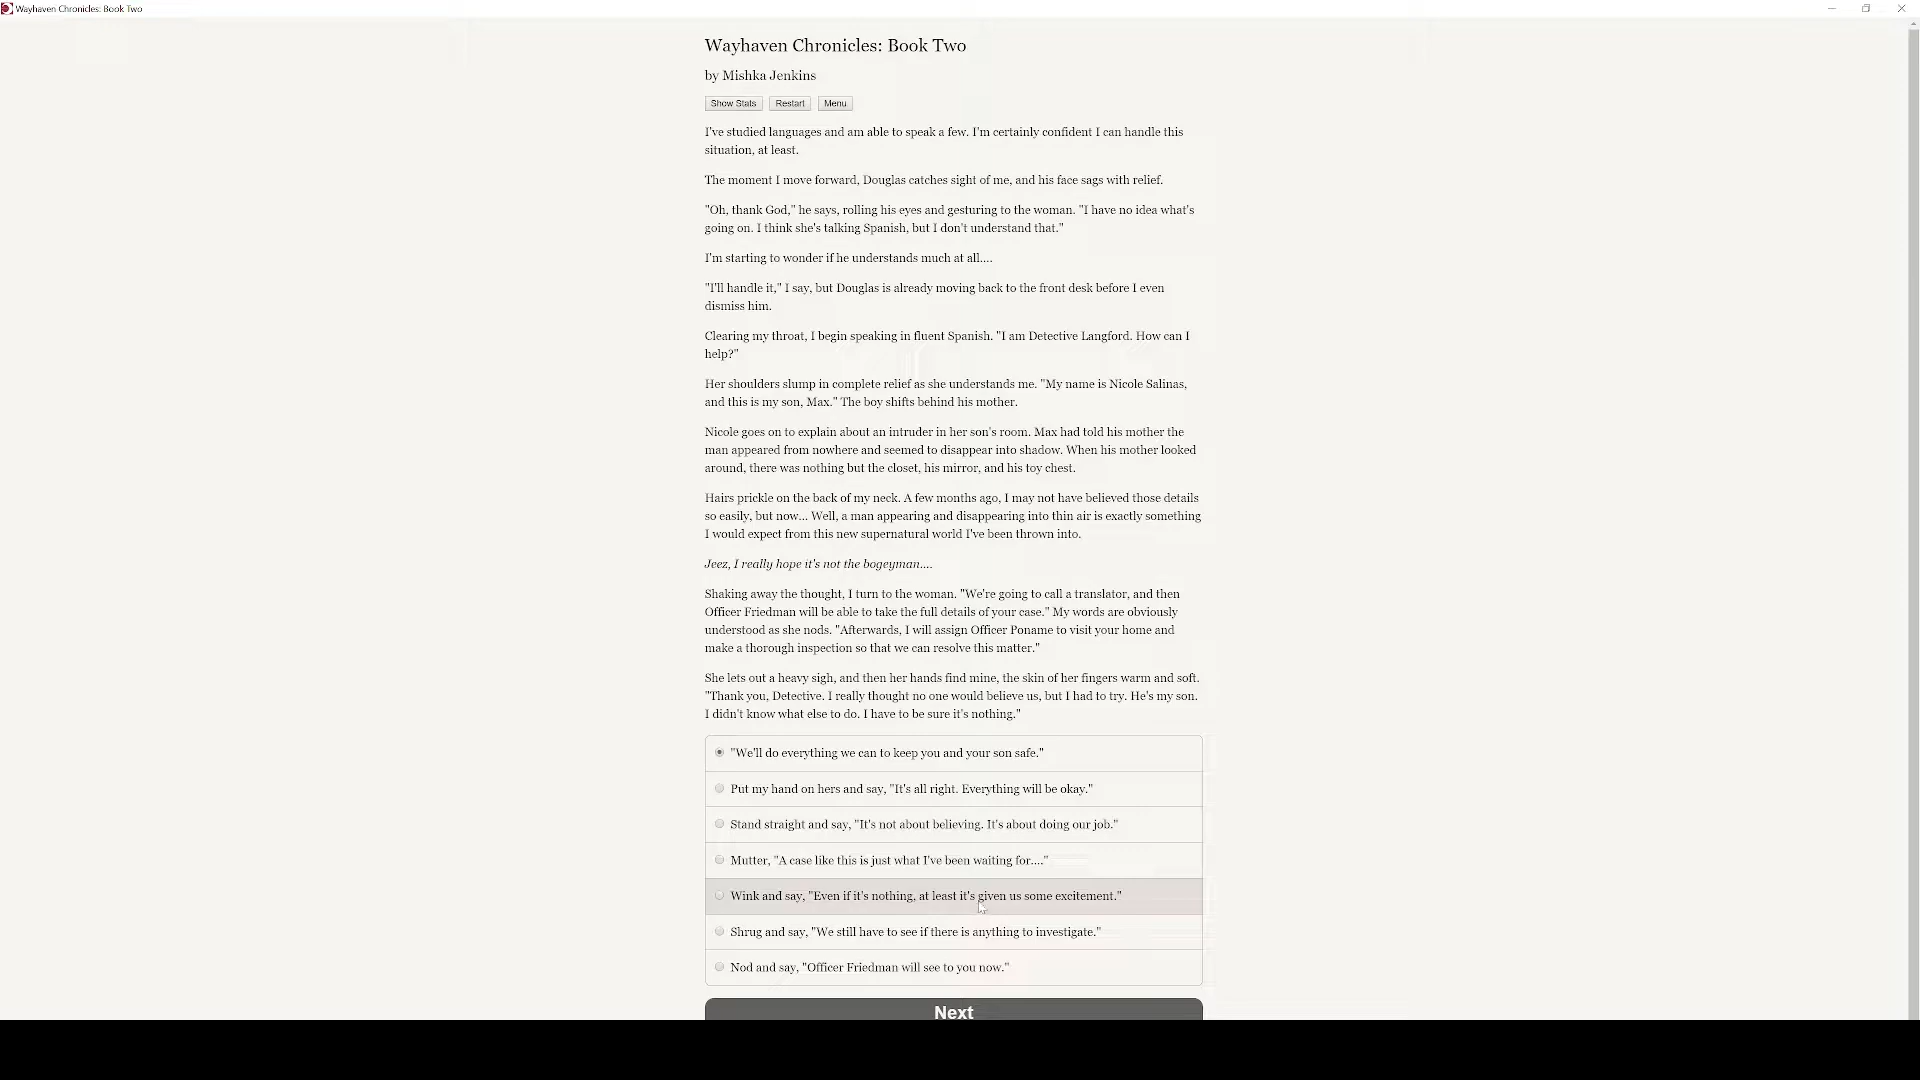 Wayhaven Chronicles: Book Two
Wayhaven Chronicles: Book Two
by Mishka Jenkins
Show Stats Restart Menu
I've studied languages and am able to speak a few. I'm certainly confident I can handle this
situation, at least.
The moment I move forward, Douglas catches sight of me, and his face sags with relief.
"Oh, thank God," he says, rolling his eyes and gesturing to the woman. "I have no idea what's
going on. I think she's talking Spanish, but I don't understand that."
I'm starting to wonder if he understands much at all....
"I'll handle it," I say, but Douglas is already moving back to the front desk before I even
dismiss him.
Clearing my throat, I begin speaking in fluent Spanish. "I am Detective Langford. How can I
help?"
Her shoulders slump in complete relief as she understands me. "My name is Nicole Salinas,
and this is my son, Max." The boy shifts behind his mother.
Nicole goes on to explain about an intruder in her son's room. Max had told his mother the
man appeared from nowhere and seemed to disappear into shadow. When his mother looked
around, there was nothing but the closet, his mirror, and his toy chest.
Hairs prickle on the back of my neck. A few months ago, I may not have believed those details
so easily, but now... Well, a man appearing and disappearing into thin air is exactly something
I would expect from this new supernatural world I've been thrown into.
Jeez, I really hope it's not the bogeyman....
Shaking away the thought, I turn to the woman. "We're going to call a translator, and then
Officer Friedman will be able to take the full details of your case." My words are obviously
understood as she nods. "Afterwards, I will assign Officer Poname to visit your home and
make a thorough inspection so that we can resolve this matter."
She lets out a heavy sigh, and then her hands find mine, the skin of her fingers warm and soft.
"Thank you, Detective. I really thought no one would believe us, but I had to try. He's my son.
I didn't know what else to do. I have to be sure it's nothing."
"We'll do everything we can to keep you and your son safe."
Put my hand on hers and say, "It's all right. Everything will be okay."
Stand straight and say, "It's not about believing. It's about doing our job."
Mutter, "A case like this is just what I've been waiting for...."
Wink and say, "Even if it's nothing, at least it's given us some excitement."
Shrug and say, "We still have to see if there is anything to investigate."
Nod and say, "Officer Friedman will see to you now."
Next